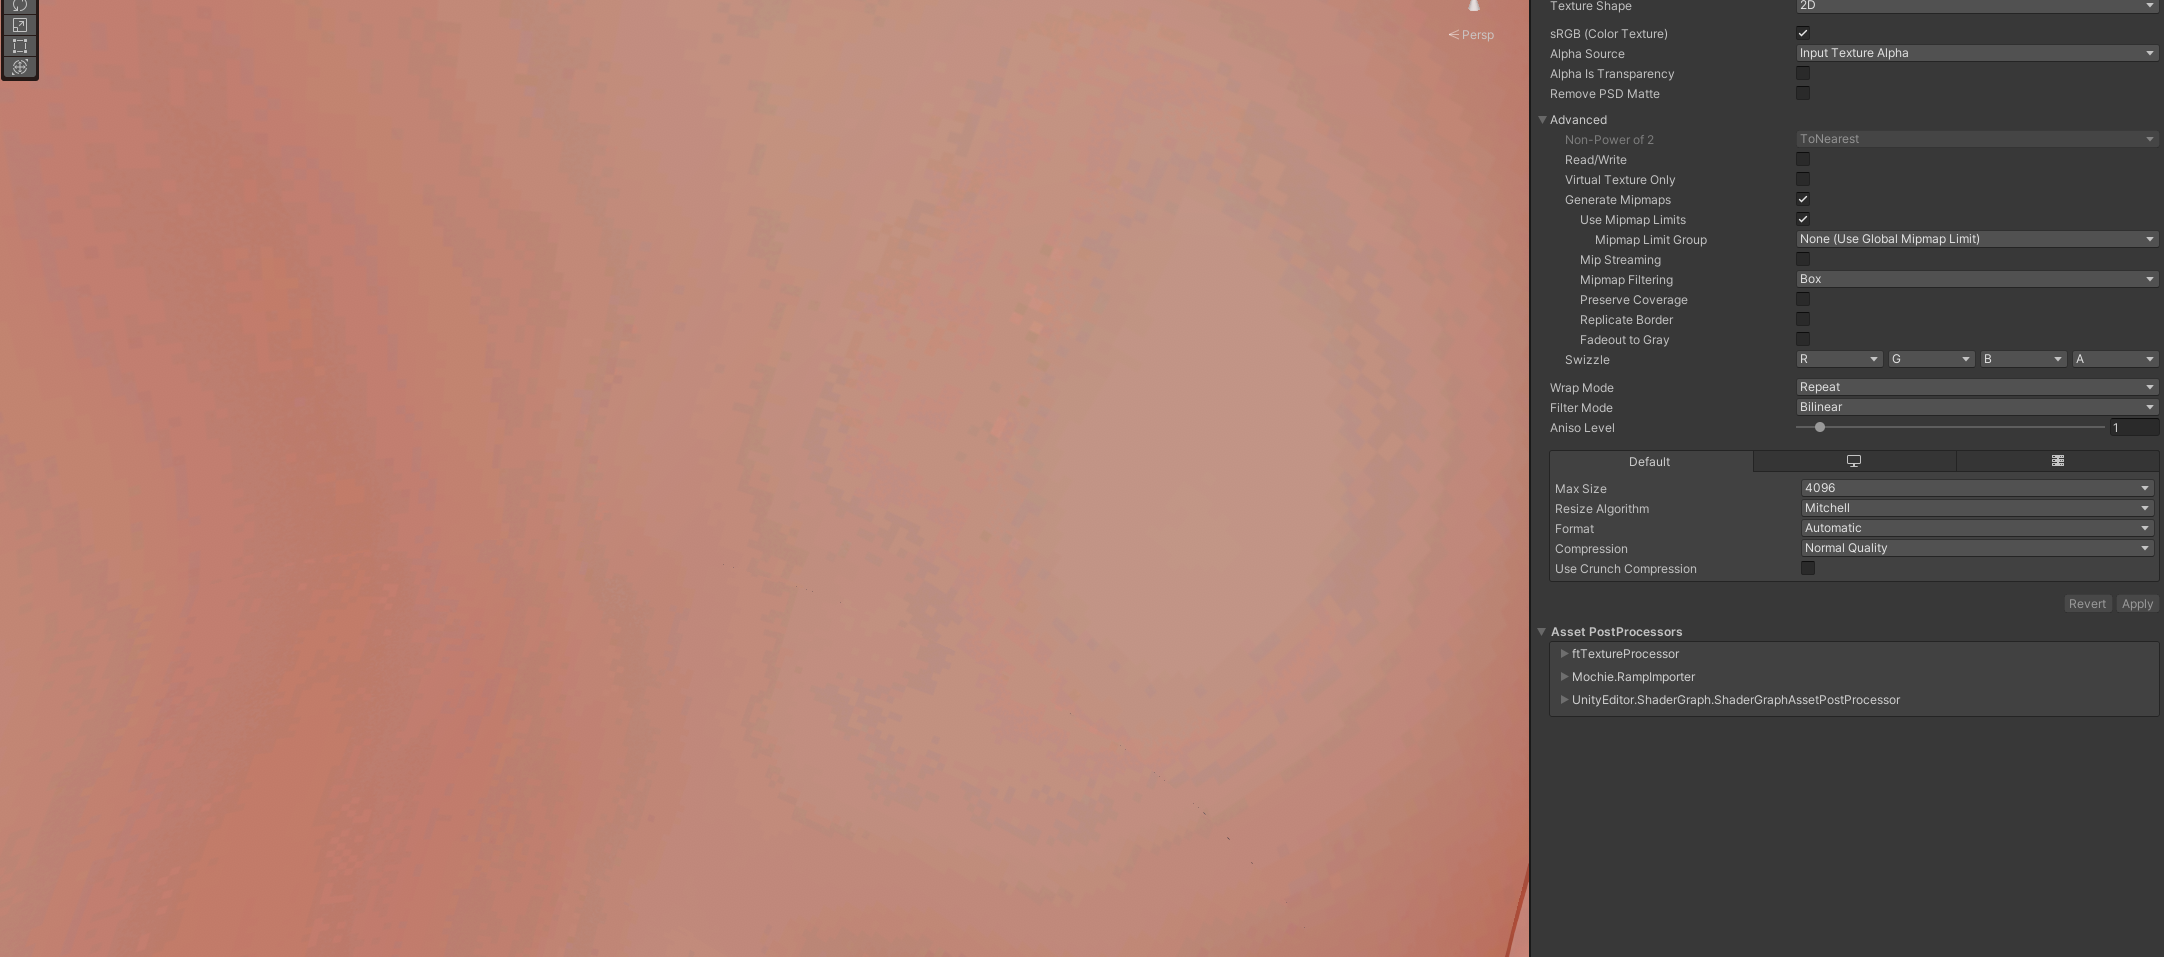 Persp
Texture Shape 2D
sRGB (Color Texture)
Alpha Source Input Texture Alpha
Alpha Is Transparency
Remove PSD Matte
Advanced
Non-Power of 2 ToNearest
Read/Write
Virtual Texture Only
Generate Mipmaps
Use Mipmap Limits
Mipmap Limit Group None (Use Global Mipmap Limit)
Mip Streaming
Mipmap Filtering Box
Preserve Coverage
Replicate Border
Fadeout to Gray
Swizzle R G B A
Wrap Mode Repeat
Filter Mode Bilinear
Aniso Level 1
Default
Max Size 4096
Resize Algorithm Mitchell
Format Automatic
Compression Normal Quality
Use Crunch Compression
Revert Apply
Asset PostProcessors
ftTextureProcessor
Mochie.RampImporter
UnityEditor.ShaderGraph.ShaderGraphAssetPostProcessor